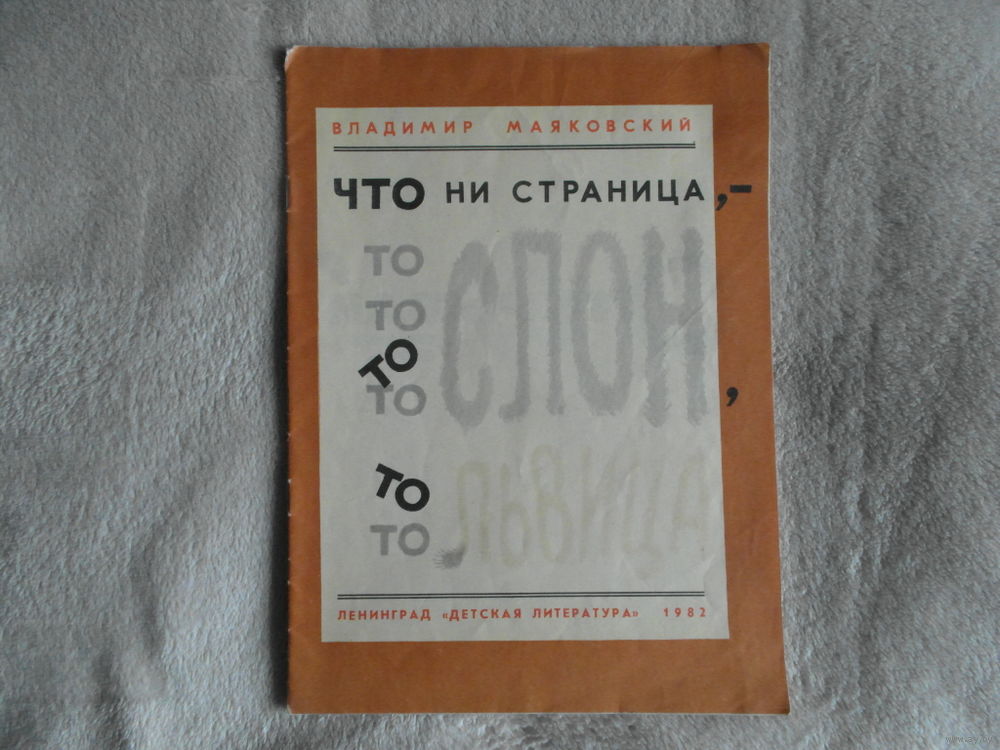 ВЛАДИМИР МАЯКОВСКИЙ
ЧТО НИ СТРАНИЦА,–
ТО
ТО СЛОН,
ТО
ТО
ТО
ТО ЛЬВИЦА
ЛЕНИНГРАД «ДЕТСКАЯ ЛИТЕРАТУРА» 1982